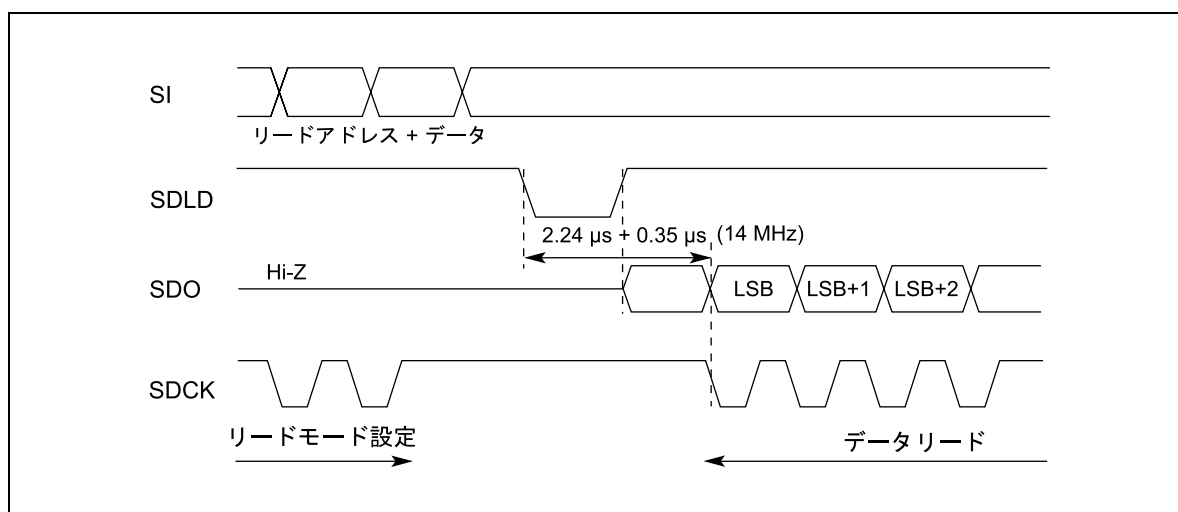 SI
リードアドレス + データ
SDLD
2.24 μs + 0.35 μs (14 MHz)
Hi-Z
SDO
LSB
LSB+1
LSB+2
SDCK
リードモード設定
データリード